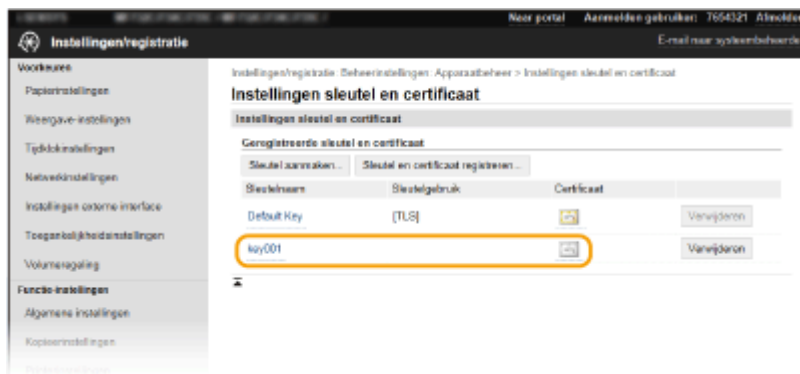 Naar portal Aanmelden gebruiker: 7654321 Afmelden
Instellingen/registratie
E-mail naar systeembeheerde
Voorkeuren
Papierinstellingen
Weergave-instellingen
Tijdklokinstellingen
Netwerkinstellingen
Instellingen externe interface
Toegankelijkheidsinstellingen
Volumeregeling
Functie-instellingen
Algemene instellingen
Kopieerinstellingen
Instellingen/registratie: Beheerinstellingen: Apparaatbeheer > Instellingen sleutel en certificaat
Instellingen sleutel en certificaat
Instellingen sleutel en certificaat
Geregistreerde sleutel en certificaat
Sleutel aanmaken... Sleutel en certificaat registreren...
Sleutelnaam Sleutelgebruik Certificaat
Default Key [TLS] Verwijderen
key001 Verwijderen